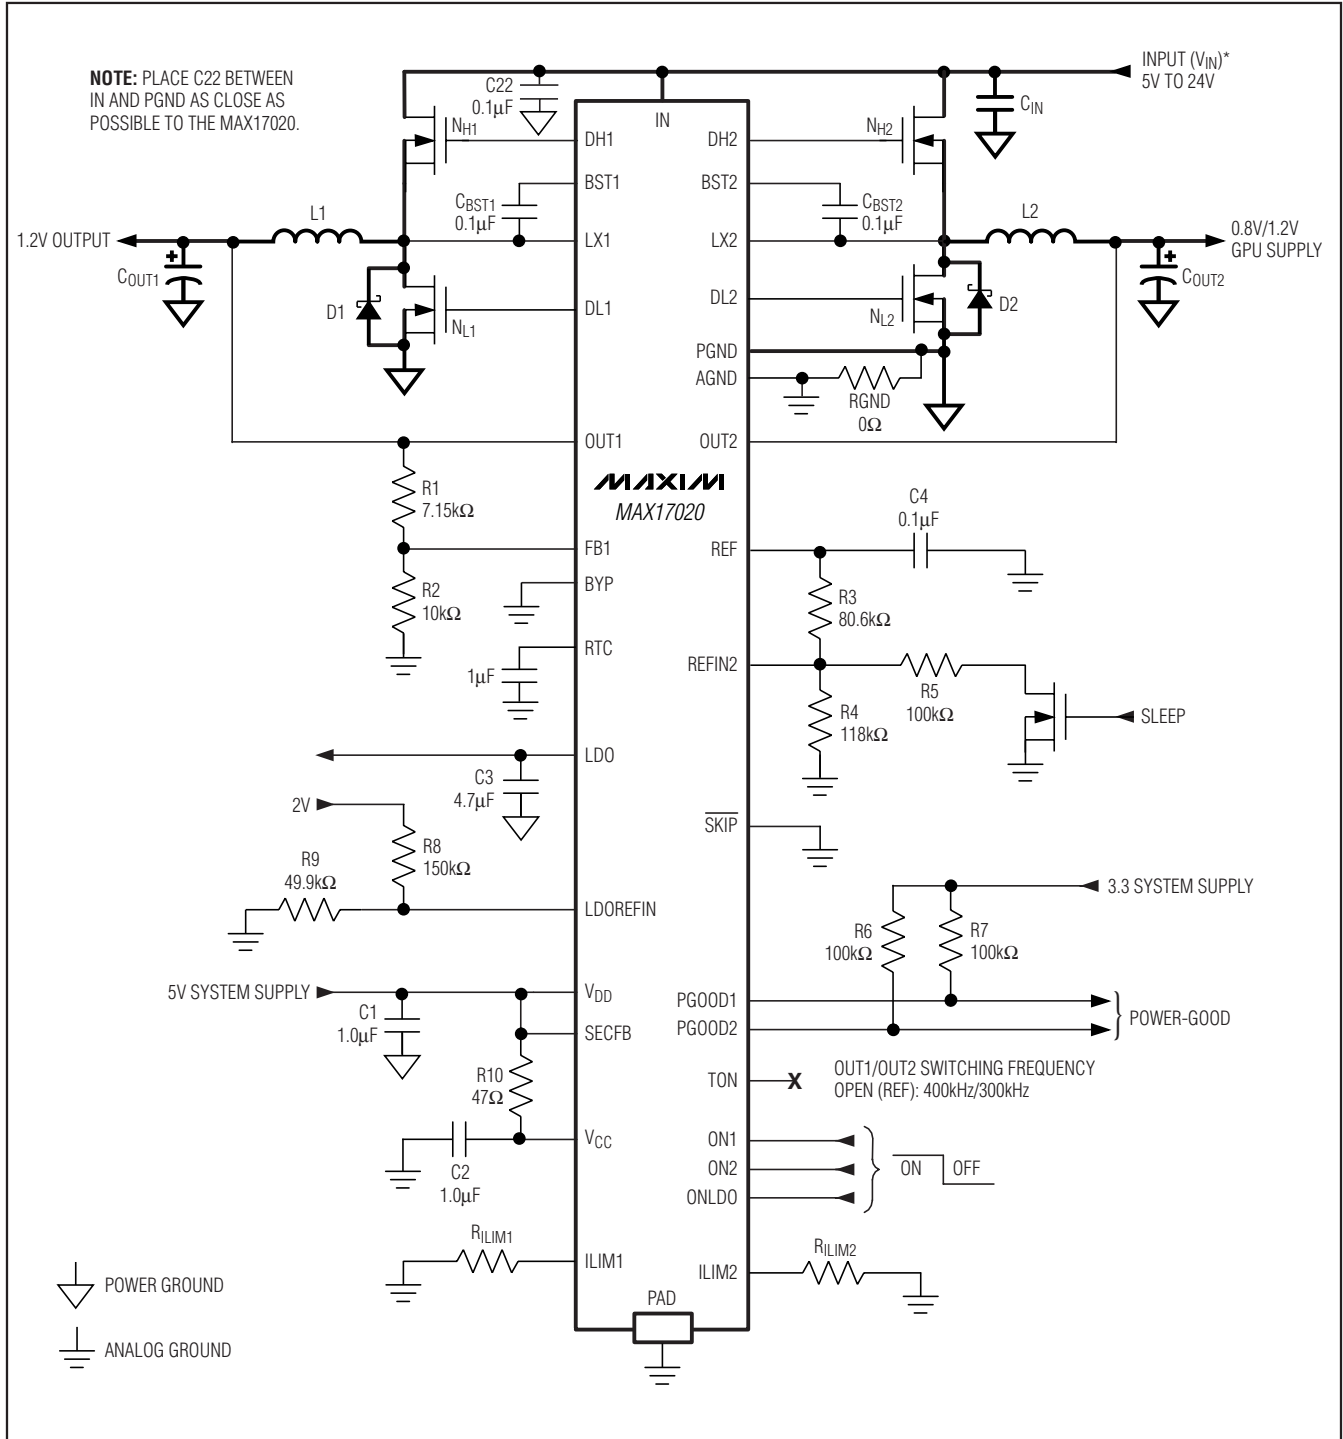 NOTE: PLACE C22 BETWEEN
IN AND PGND AS CLOSE AS
POSSIBLE TO THE MAX17020.
C22
0.1µF
INPUT (VIN)*
5V TO 24V
CIN
IN
NH1
DH1
DH2
NH2
BST1
BST2
CBST1
0.1µF
CBST2
0.1µF
L1
L2
1.2V OUTPUT
LX1
LX2
0.8V/1.2V
GPU SUPPLY
COUT1
COUT2
D1
NL1
DL1
DL2
NL2
D2
PGND
AGND
RGND
0Ω
OUT1
OUT2
MAXIM
MAX17020
R1
7.15kΩ
C4
0.1µF
FB1
REF
BYP
R2
10kΩ
R3
80.6kΩ
RTC
1µF
REFIN2
R5
100kΩ
R4
118kΩ
SLEEP
LDO
C3
4.7µF
2V
SKIP
R8
150kΩ
R9
49.9kΩ
LDOREFIN
3.3 SYSTEM SUPPLY
R6
100kΩ
R7
100kΩ
5V SYSTEM SUPPLY
VDD
PGOOD1
PGOOD2
POWER-GOOD
C1
1.0µF
SECFB
R10
47Ω
TON
X
OUT1/OUT2 SWITCHING FREQUENCY
OPEN (REF): 400kHz/300kHz
VCC
C2
1.0µF
ON1
ON2
ONLDO
ON
OFF
RILIM1
ILIM1
ILIM2
RILIM2
PAD
POWER GROUND
ANALOG GROUND